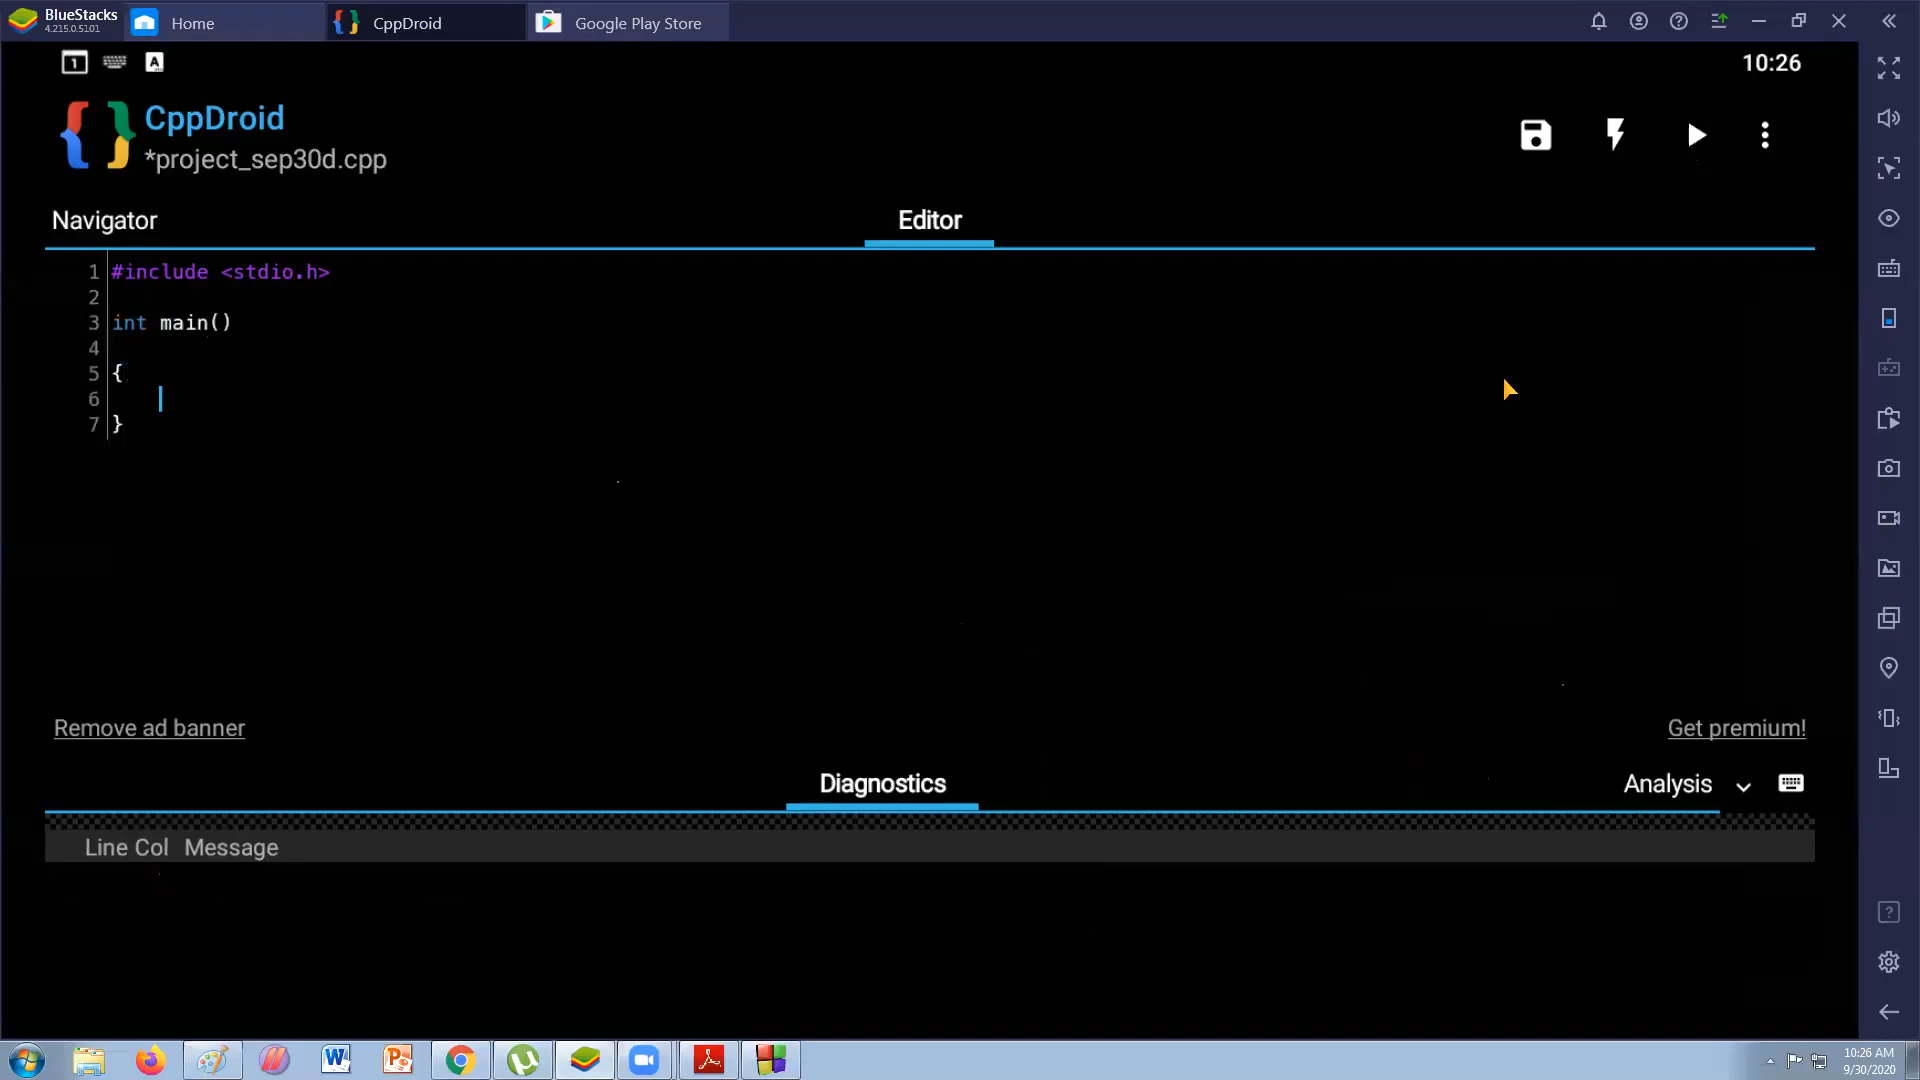 BlueStacks
4.215.0.5101
Home
CppDroid
Google Play Store
1
A
10:26
CppDroid
*project_sep30d.cpp
Navigator
Editor
1 #include <stdio.h>
2
3 int main()
4
5 {
6
7 }
Remove ad banner
Get premium!
Diagnostics
Analysis
Line Col Message
10:26 AM
9/30/2020